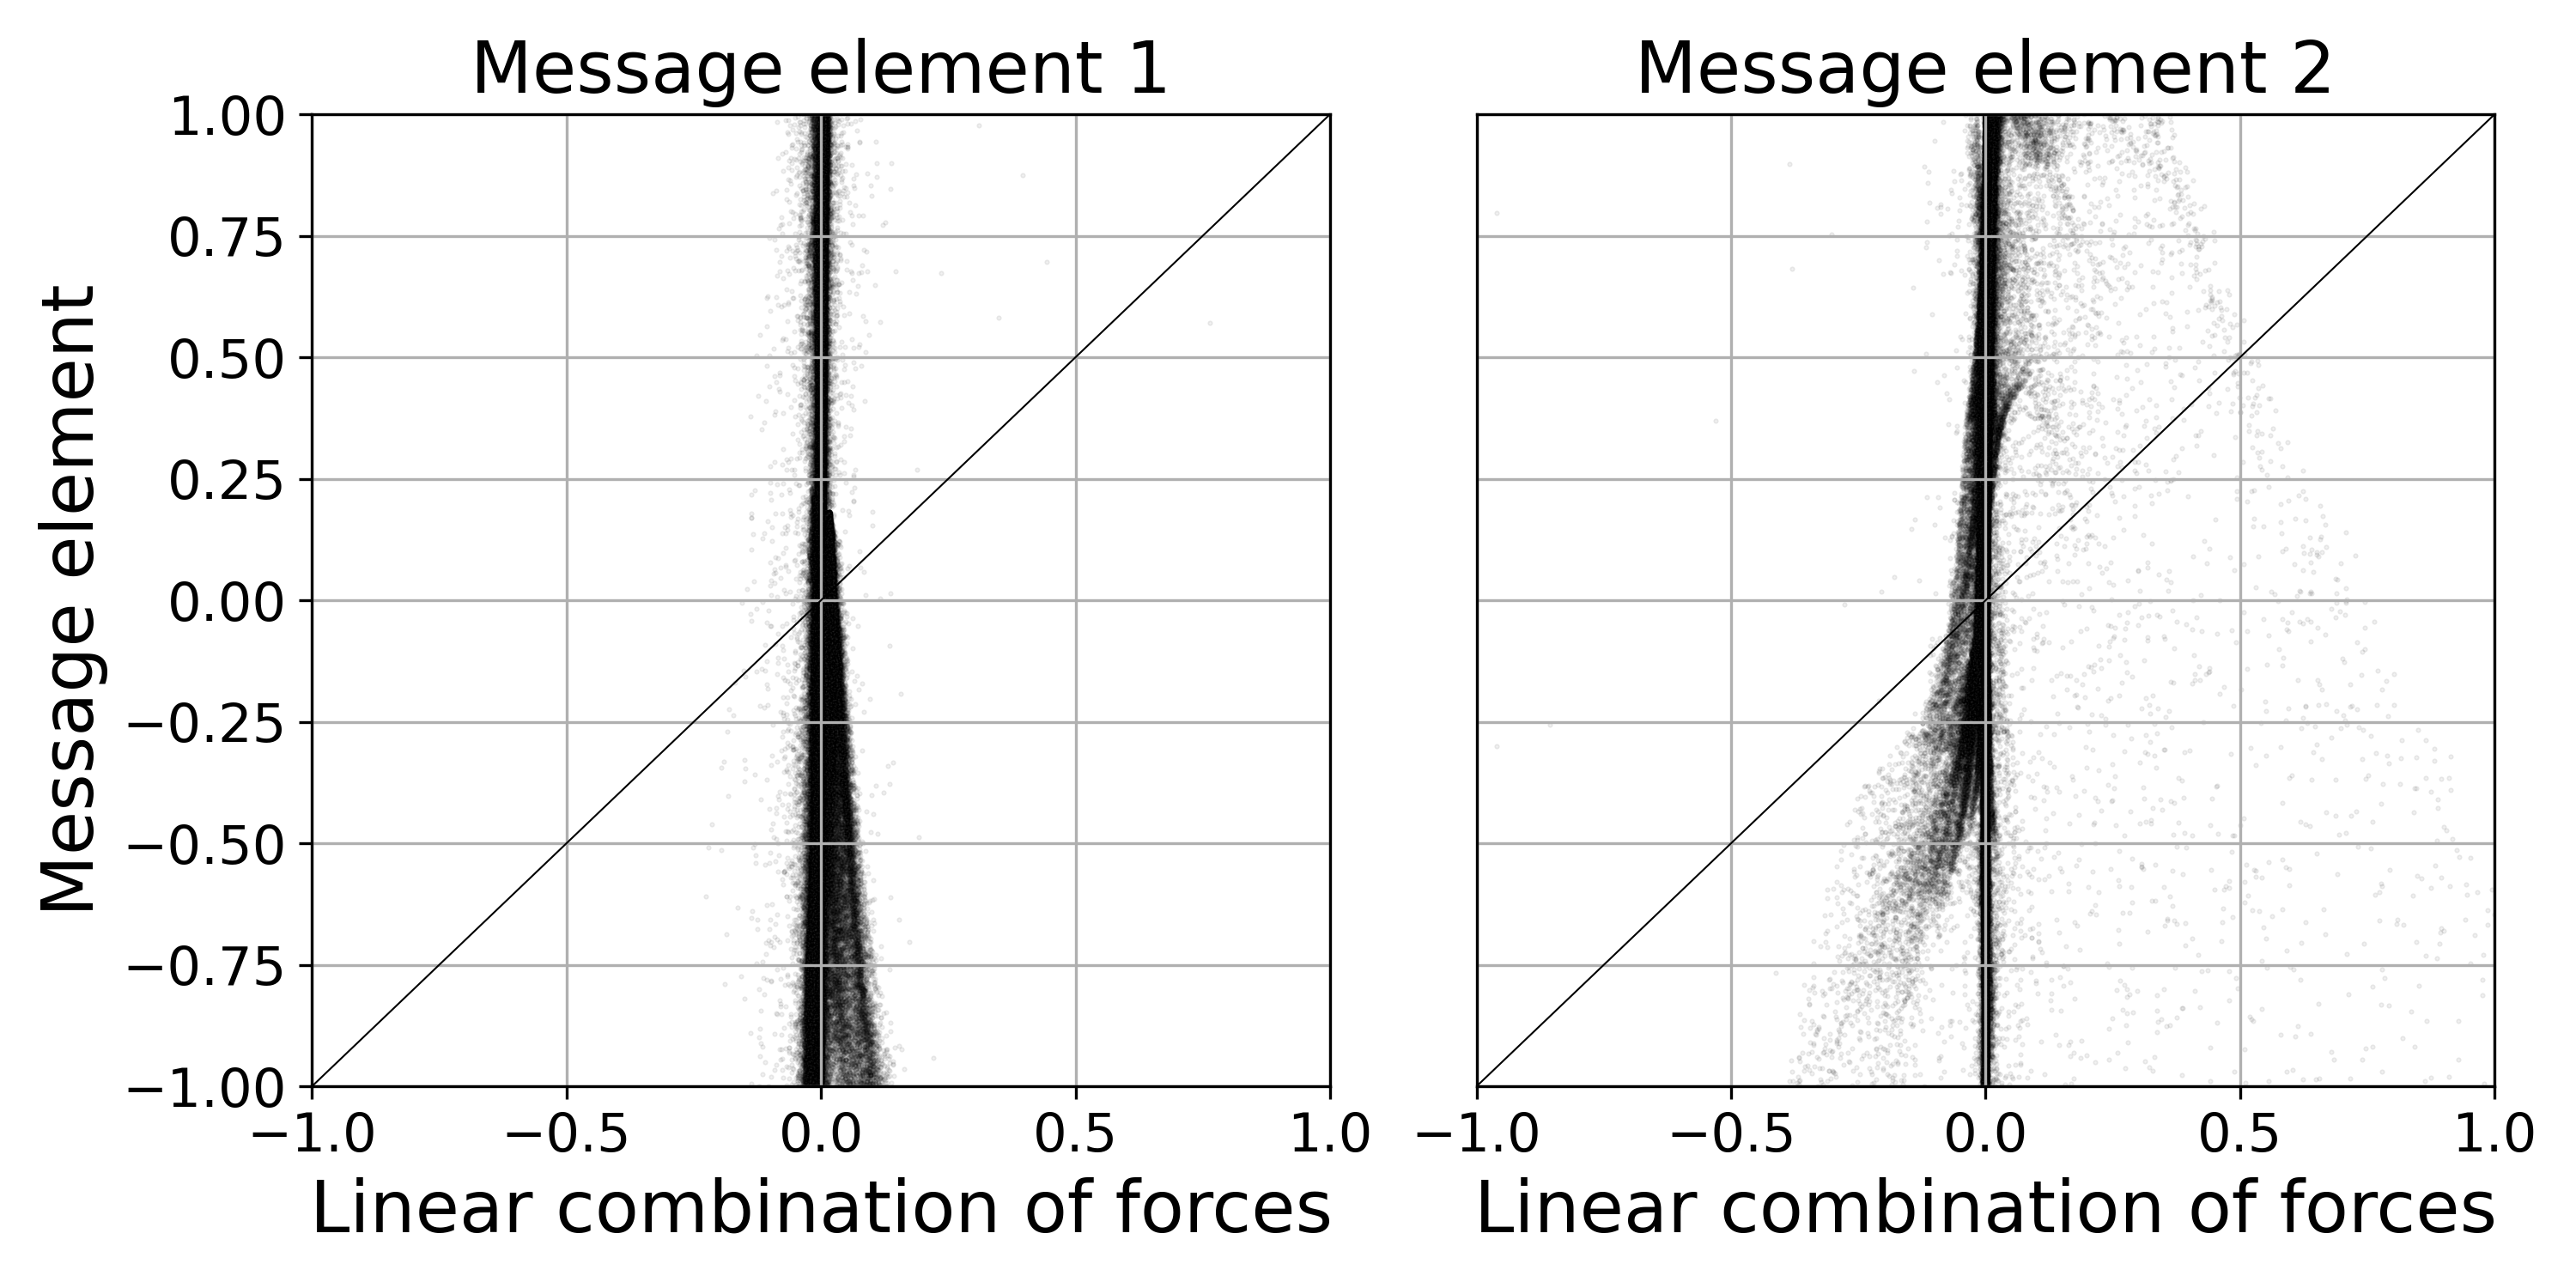 Message element 1
Message element 2
Message element
1.00
0.75
0.50
0.25
0.00
−0.25
−0.50
−0.75
−1.00
−1.0 −0.5 0.0 0.5 1.0
−1.0 −0.5 0.0 0.5 1.0
Linear combination of forces
Linear combination of forces